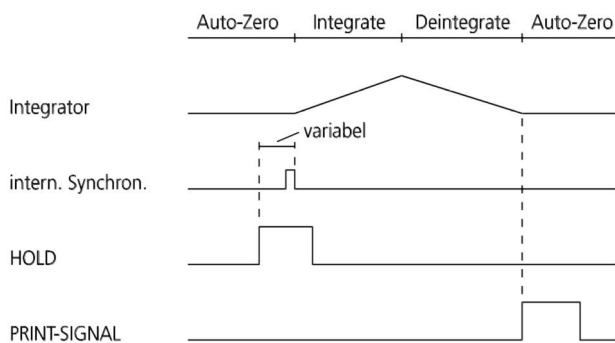 Auto-Zero Integrate Deintegrate Auto-Zero
Integrator
variabel
intern. Synchron.
HOLD
PRINT-SIGNAL